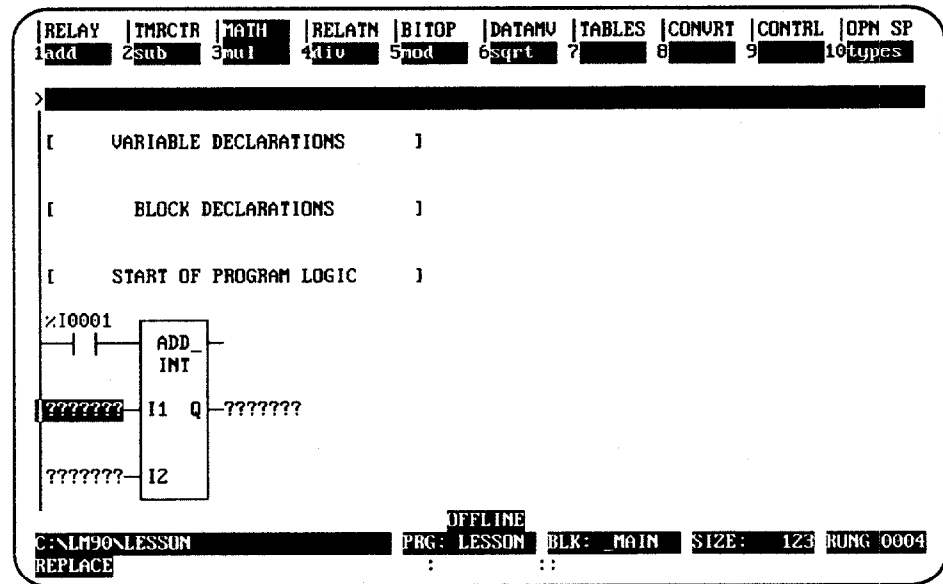 RELAY TMRCTR MATH RELATN BITOP DATAMV TABLES CONVRT CONTRL OPN SP
1add 2sub 3mul 4div 5mod 6sqrt 7 8 9 10types
>
[ VARIABLE DECLARATIONS ]
[ BLOCK DECLARATIONS ]
[ START OF PROGRAM LOGIC ]
%I0001
ADD_
INT
??????? I1 Q ???????
??????? I2
OFFLINE
C:\LM90\LESSON PRG: LESSON BLK: _MAIN SIZE: 123 RUNG 0004
REPLACE : ::